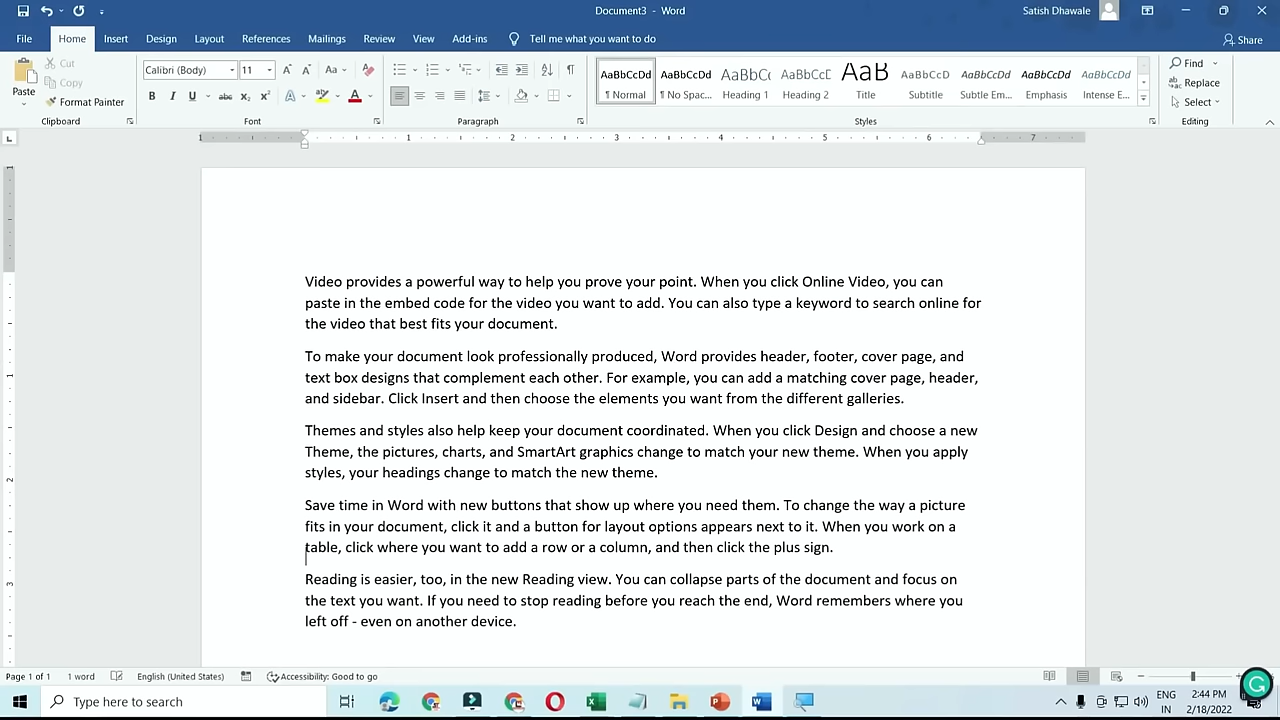 Document3 - Word
Satish Dhawale
File Home Insert Design Layout References Mailings Review View Add-ins Tell me what you want to do
Share
Paste
Cut
Copy
Format Painter
Clipboard
Calibri (Body) 11
Font
Paragraph
AaBbCcDd AaBbCcDd AaBbCc AaBbCcD AaB AaBbCcD AaBbCcDd AaBbCcDd AaBbCcDd
¶ Normal ¶ No Spac... Heading 1 Heading 2 Title Subtitle Subtle Em... Emphasis Intense E...
Styles
Find
Replace
Select
Editing
1 1 2 3 4 5 6 7
Video provides a powerful way to help you prove your point. When you click Online Video, you can
paste in the embed code for the video you want to add. You can also type a keyword to search online for
the video that best fits your document.
To make your document look professionally produced, Word provides header, footer, cover page, and
text box designs that complement each other. For example, you can add a matching cover page, header,
and sidebar. Click Insert and then choose the elements you want from the different galleries.
Themes and styles also help keep your document coordinated. When you click Design and choose a new
Theme, the pictures, charts, and SmartArt graphics change to match your new theme. When you apply
styles, your headings change to match the new theme.
Save time in Word with new buttons that show up where you need them. To change the way a picture
fits in your document, click it and a button for layout options appears next to it. When you work on a
table, click where you want to add a row or a column, and then click the plus sign.
Reading is easier, too, in the new Reading view. You can collapse parts of the document and focus on
the text you want. If you need to stop reading before you reach the end, Word remembers where you
left off - even on another device.
Page 1 of 1 1 word English (United States) Accessibility: Good to go
Type here to search
ENG
IN
2:44 PM
2/18/2022